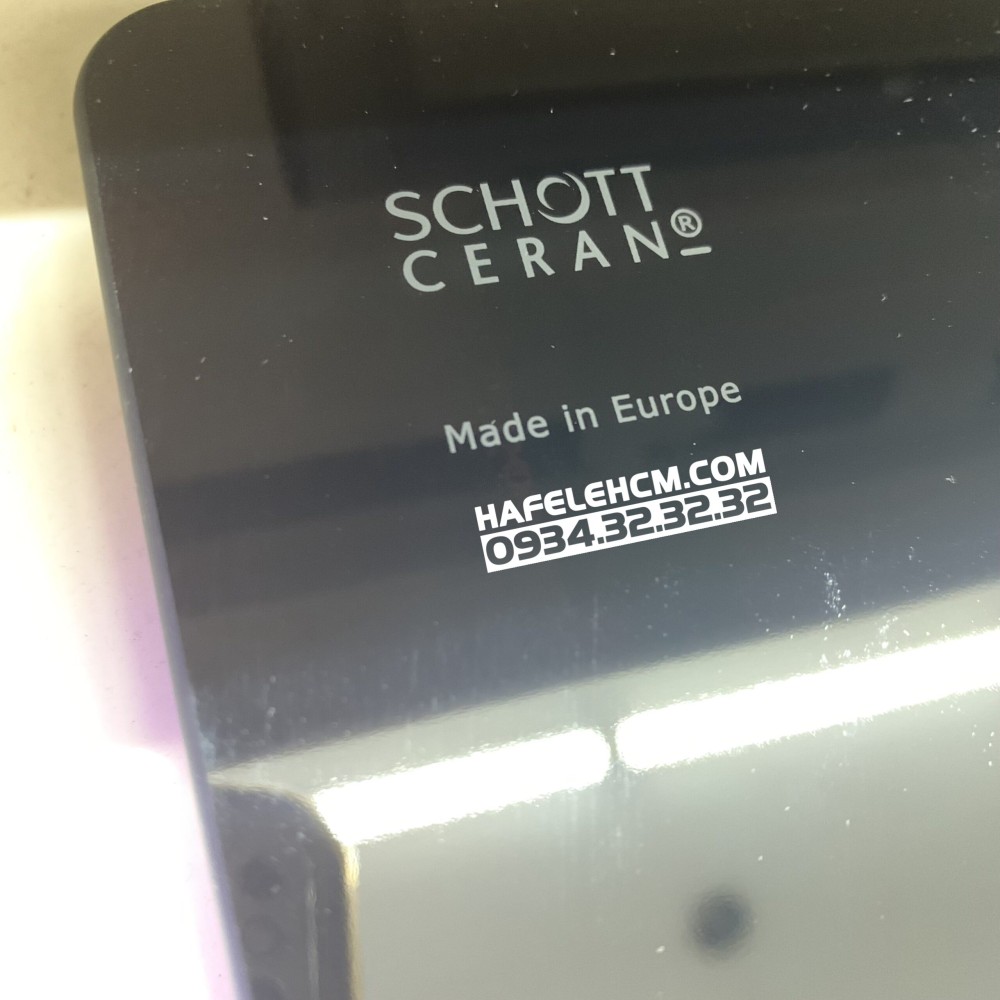 SCHOTT
CERAN®
Made in Europe
HAFELEHCM.COM
0934.32.32.32